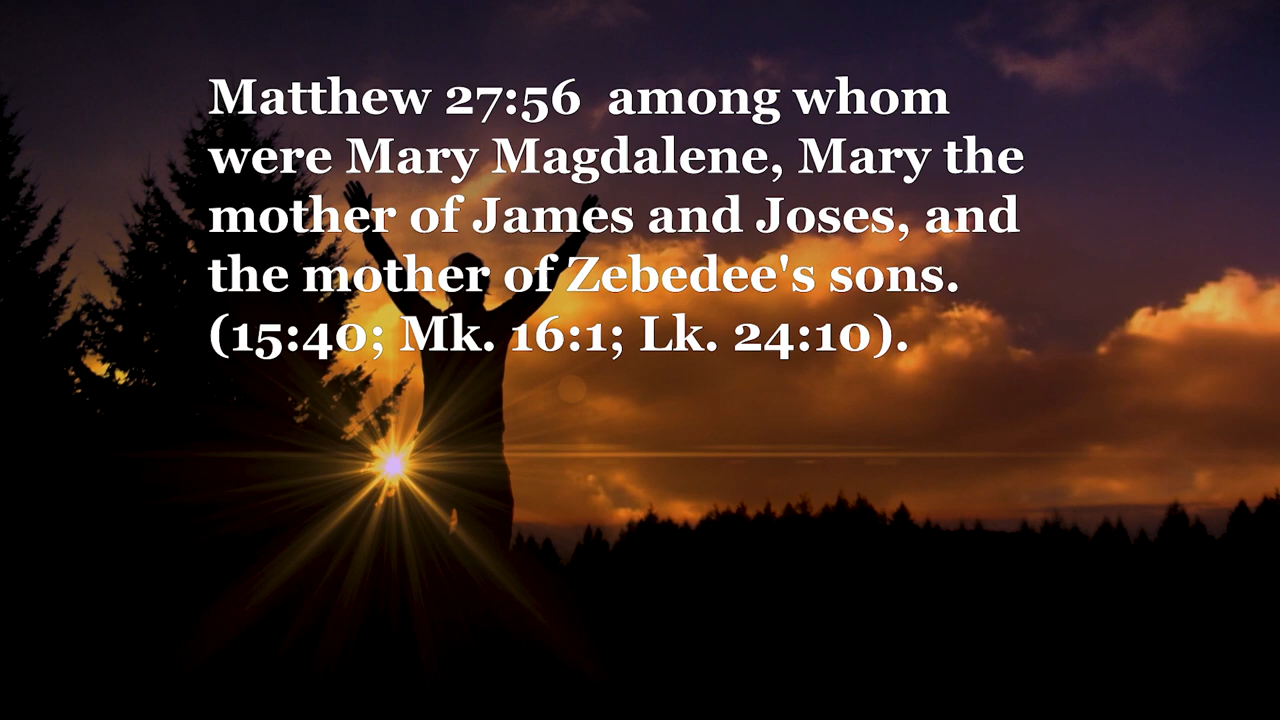 Matthew 27:56  among whom
were Mary Magdalene, Mary the
mother of James and Joses, and
the mother of Zebedee's sons.
(15:40; Mk. 16:1; Lk. 24:10).